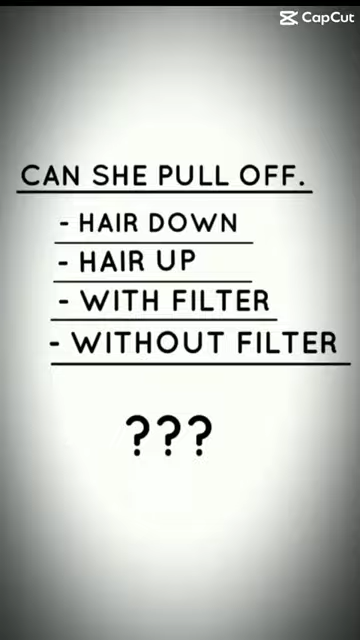 CapCut
CAN SHE PULL OFF.
- HAIR DOWN
- HAIR UP
- WITH FILTER
- WITHOUT FILTER
???